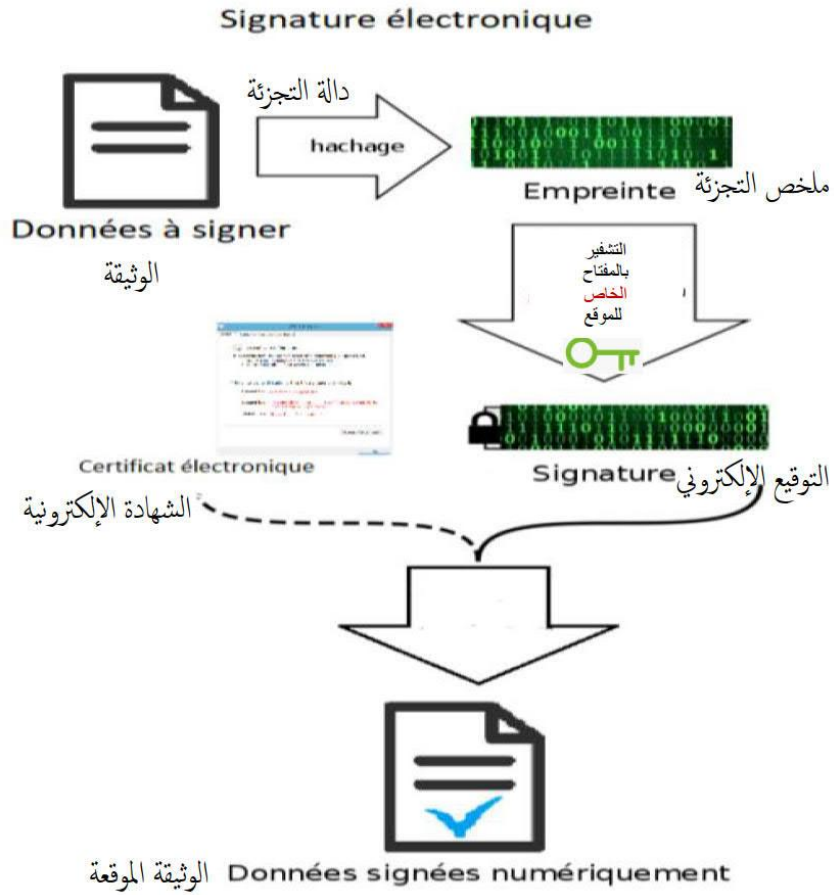 Signature électronique
دالة التجزئة
hachage
Empreinte ملخص التجزئة
Données à signer
الوثيقة
التشفير
بالمفتاح
الخاص
للموقع
Certificat électronique
الشهادة الإلكترونية
Signature التوقيع الإلكتروني
الوثيقة الموقعة Données signées numériquement